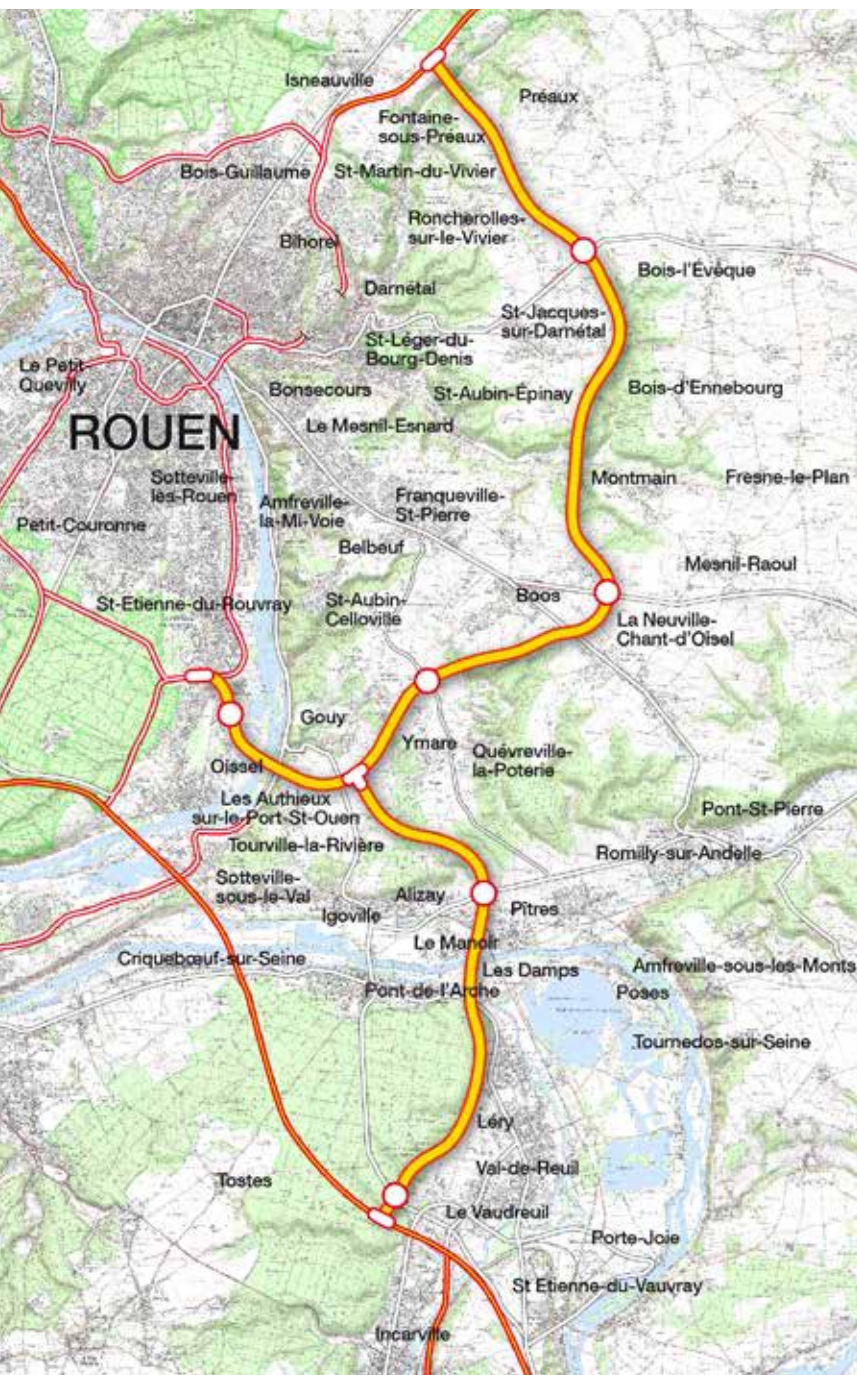 Isneauville
Préaux
Fontaine-
sous-Préaux
Bois-Guillaume
St-Martin-du-Vivier
Roncherolles-
sur-le-Vivier
Bihorel
Bois-l'Évêque
Darnétal
St-Jacques-
sur-Darnétal
St-Léger-du-
Bourg-Denis
Le Petit-
Quevilly
Bonsecours
St-Aubin-Épinay
Bois-d'Ennebourg
ROUEN
Le Mesnil-Esnard
Sotteville-
lès-Rouen
Montmain
Fresne-le-Plan
Amfreville-
la-Mi-Voie
Franqueville-
St-Pierre
Petit-Couronne
Belbeuf
Mesnil-Raoul
St-Etienne-du-Rouvray
St-Aubin-
Celloville
Boos
La Neuville-
Chant-d'Oisel
Gouy
Ymare
Quévreville-
la-Poterie
Oissel
Les Authieux
sur-le-Port-St-Ouen
Pont-St-Pierre
Tourville-la-Rivière
Romilly-sur-Andelle
Sotteville-
sous-le-Val
Alizay
Igoville
Pîtres
Le Manoir
Criquebœuf-sur-Seine
Les Damps
Amfreville-sous-les-Monts
Pont-de-l'Arche
Poses
Tournedos-sur-Seine
Léry
Val-de-Reuil
Tostes
Le Vaudreuil
Porte-Joie
St Etienne-du-Vauvray
Incarville